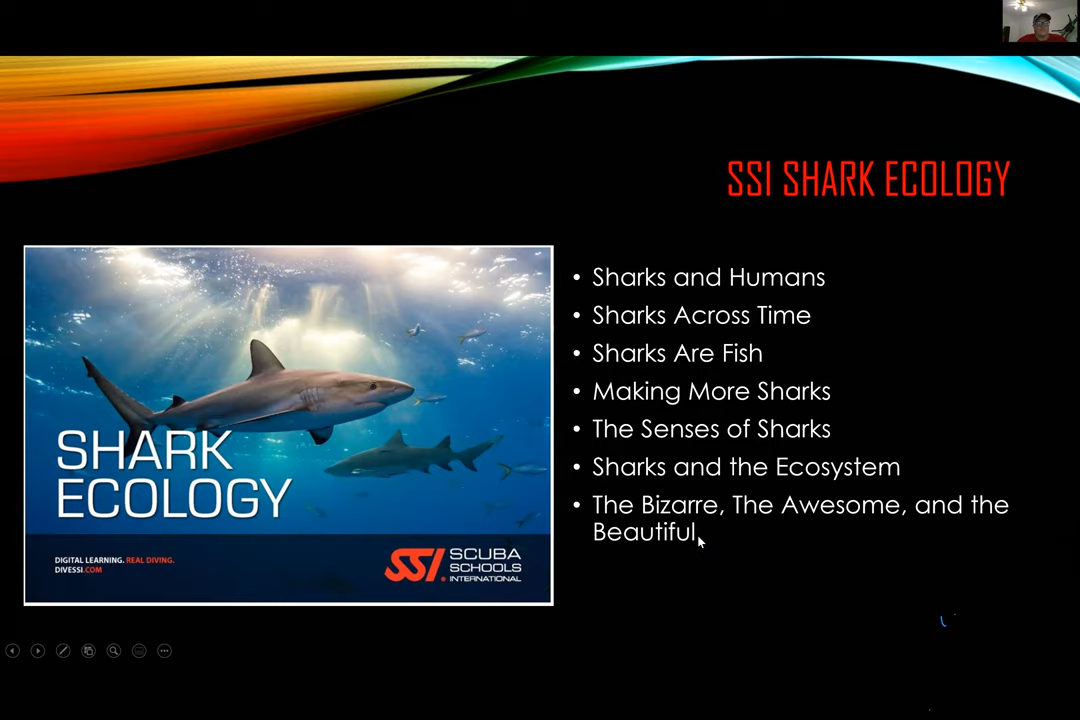 SSI SHARK ECOLOGY
SHARK
ECOLOGY
DIGITAL LEARNING. REAL DIVING.
DIVESSI.COM
SSI
SCUBA
SCHOOLS
INTERNATIONAL
• Sharks and Humans
• Sharks Across Time
• Sharks Are Fish
• Making More Sharks
• The Senses of Sharks
• Sharks and the Ecosystem
• The Bizarre, The Awesome, and the
Beautiful